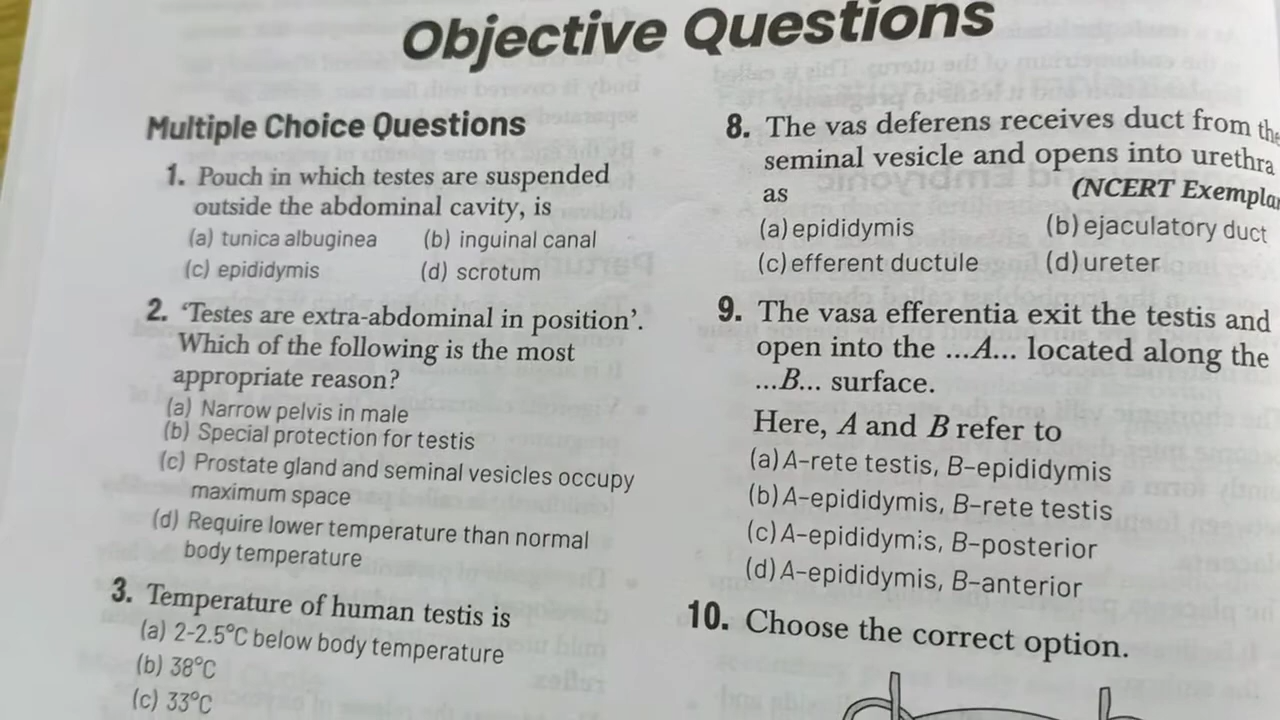 Objective Questions
Multiple Choice Questions
1. Pouch in which testes are suspended
outside the abdominal cavity, is
(a) tunica albuginea (b) inguinal canal
(c) epididymis (d) scrotum
2. ‘Testes are extra-abdominal in position’.
Which of the following is the most
appropriate reason?
(a) Narrow pelvis in male
(b) Special protection for testis
(c) Prostate gland and seminal vesicles occupy
maximum space
(d) Require lower temperature than normal
body temperature
3. Temperature of human testis is
(a) 2-2.5°C below body temperature
(b) 38°C
(c) 33°C
8. The vas deferens receives duct from the
seminal vesicle and opens into urethra
as (NCERT Exemplar
(a) epididymis (b) ejaculatory duct
(c) efferent ductule (d) ureter
9. The vasa efferentia exit the testis and
open into the ...A... located along the
...B... surface.
Here, A and B refer to
(a) A–rete testis, B–epididymis
(b) A–epididymis, B–rete testis
(c) A–epididymis, B–posterior
(d) A–epididymis, B–anterior
10. Choose the correct option.